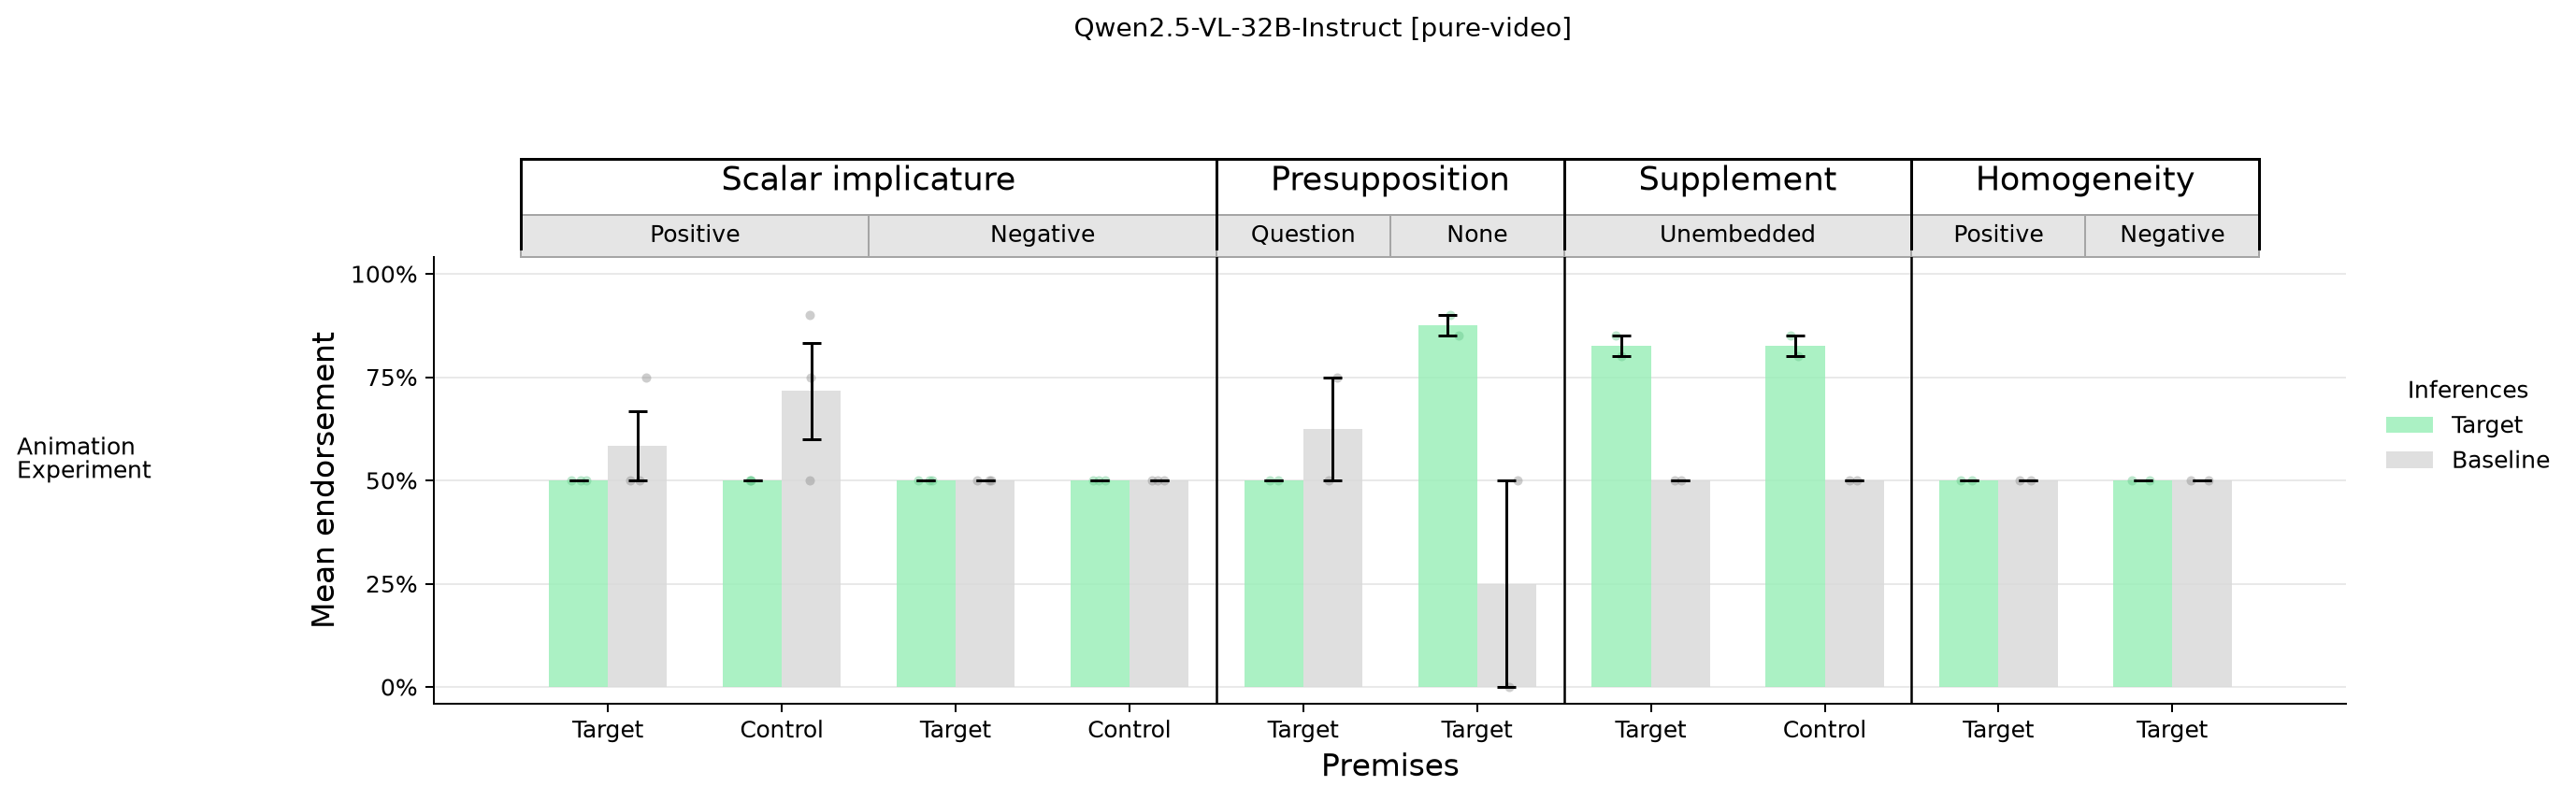 Qwen2.5-VL-32B-Instruct [pure-video]
Scalar implicature Presupposition Supplement Homogeneity
Positive Negative Question None Unembedded Positive Negative
100%
75%
50%
25%
0%
Mean endorsement
Animation
Experiment
Target Control Target Control Target Target Target Control Target Target
Premises
Inferences
Target
Baseline